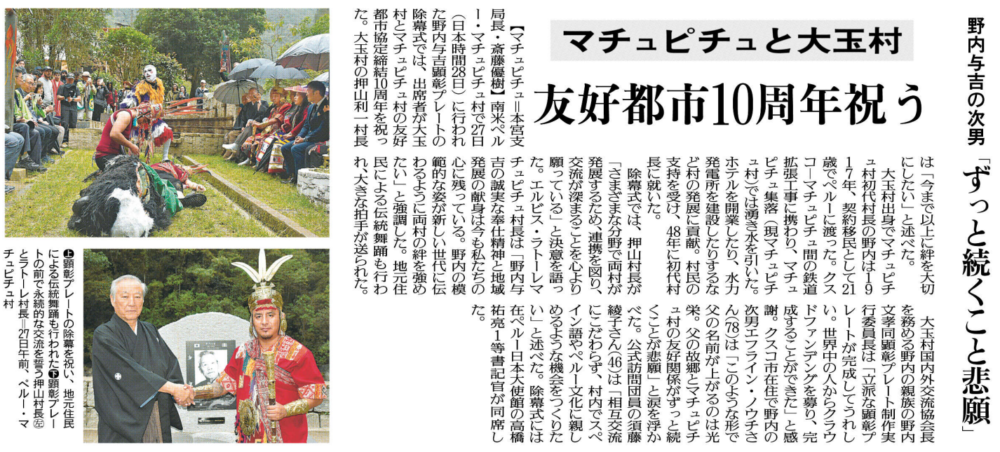 野内与吉の次男
「ずっと続くこと悲願」
マチュピチュと大玉村
友好都市10周年祝う
【マチュピチュ＝本宮支
局長・斎藤優樹】南米ペル
ー・マチュピチュ村で27日
（日本時間28日）に行われ
た野内与吉顕彰プレートの
除幕式では、出席者が大玉
村とマチュピチュ村の友好
都市協定締結10周年を祝っ
た。大玉村の押山利一村長
は「今まで以上に絆を大切
にしたい」と述べた。
大玉村出身でマチュピチ
ュ村初代村長の野内は１９
１７年、契約移民として21
歳でペルーに渡った。クス
コ―マチュピチュ間の鉄道
拡張工事に携わり、マチュ
ピチュ集落（現マチュピチ
ュ村）では湧き水を引いた。
ホテルを開業したり、水力
発電所を建設したりするな
ど村の発展に貢献。村民の
支持を受け、48年に初代村
長に就いた。
除幕式では、押山村長が
「さまざまな分野で両村が
発展するため、連携を図り、
交流が深まることを心より
願っている」と決意を語っ
た。エルビス・ラトーレマ
チュピチュ村長は「野内与
吉の誠実な奉仕精神と地域
発展の献身は今も私たちの
心に残っている。野内の模
範的な姿が新しい世代に伝
わるように両村の絆を強め
たい」と強調した。地元住
民による伝統舞踊も行わ
れ、大きな拍手が送られた。
大玉村国内外交流協会長
を務める野内の親族の野内
文孝同顕彰プレート制作実
行委員長は「立派な顕彰プ
レートが完成してうれし
い。世界中の人からクラウ
ドファンデングを募り、完
成することができた」と感
謝。クスコ市在住で野内の
次男エフライン・ノウチさ
ん（78）は「このような形で
父の名前が上がるのは光
栄。父の故郷とマチュピチ
ュ村の友好関係がずっと続
くことが悲願」と涙を浮か
べた。公式訪問団員の須藤
綾子さん（46）は「相互交流
にこだわらず、村内でスペ
イン語やペルー文化に親し
めるような機会をつくりた
い」と述べた。除幕式には
在ペルー日本大使館の高橋
祐亮１等書記官が同席し
た。
㊤顕彰プレートの除幕を祝い、地元住民
による伝統舞踊も行われた㊦顕彰プレー
トの前で永続的な交流を誓う押山村長㊧
とラトーレ村長＝27日午前、ペルー・マ
チュピチュ村